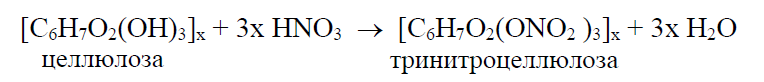 [C₆H₇O₂(OH)₃]ₓ + 3x HNO₃ → [C₆H₇O₂(ONO₂ )₃]ₓ + 3x H₂O
целлюлоза тринитроцеллюлоза